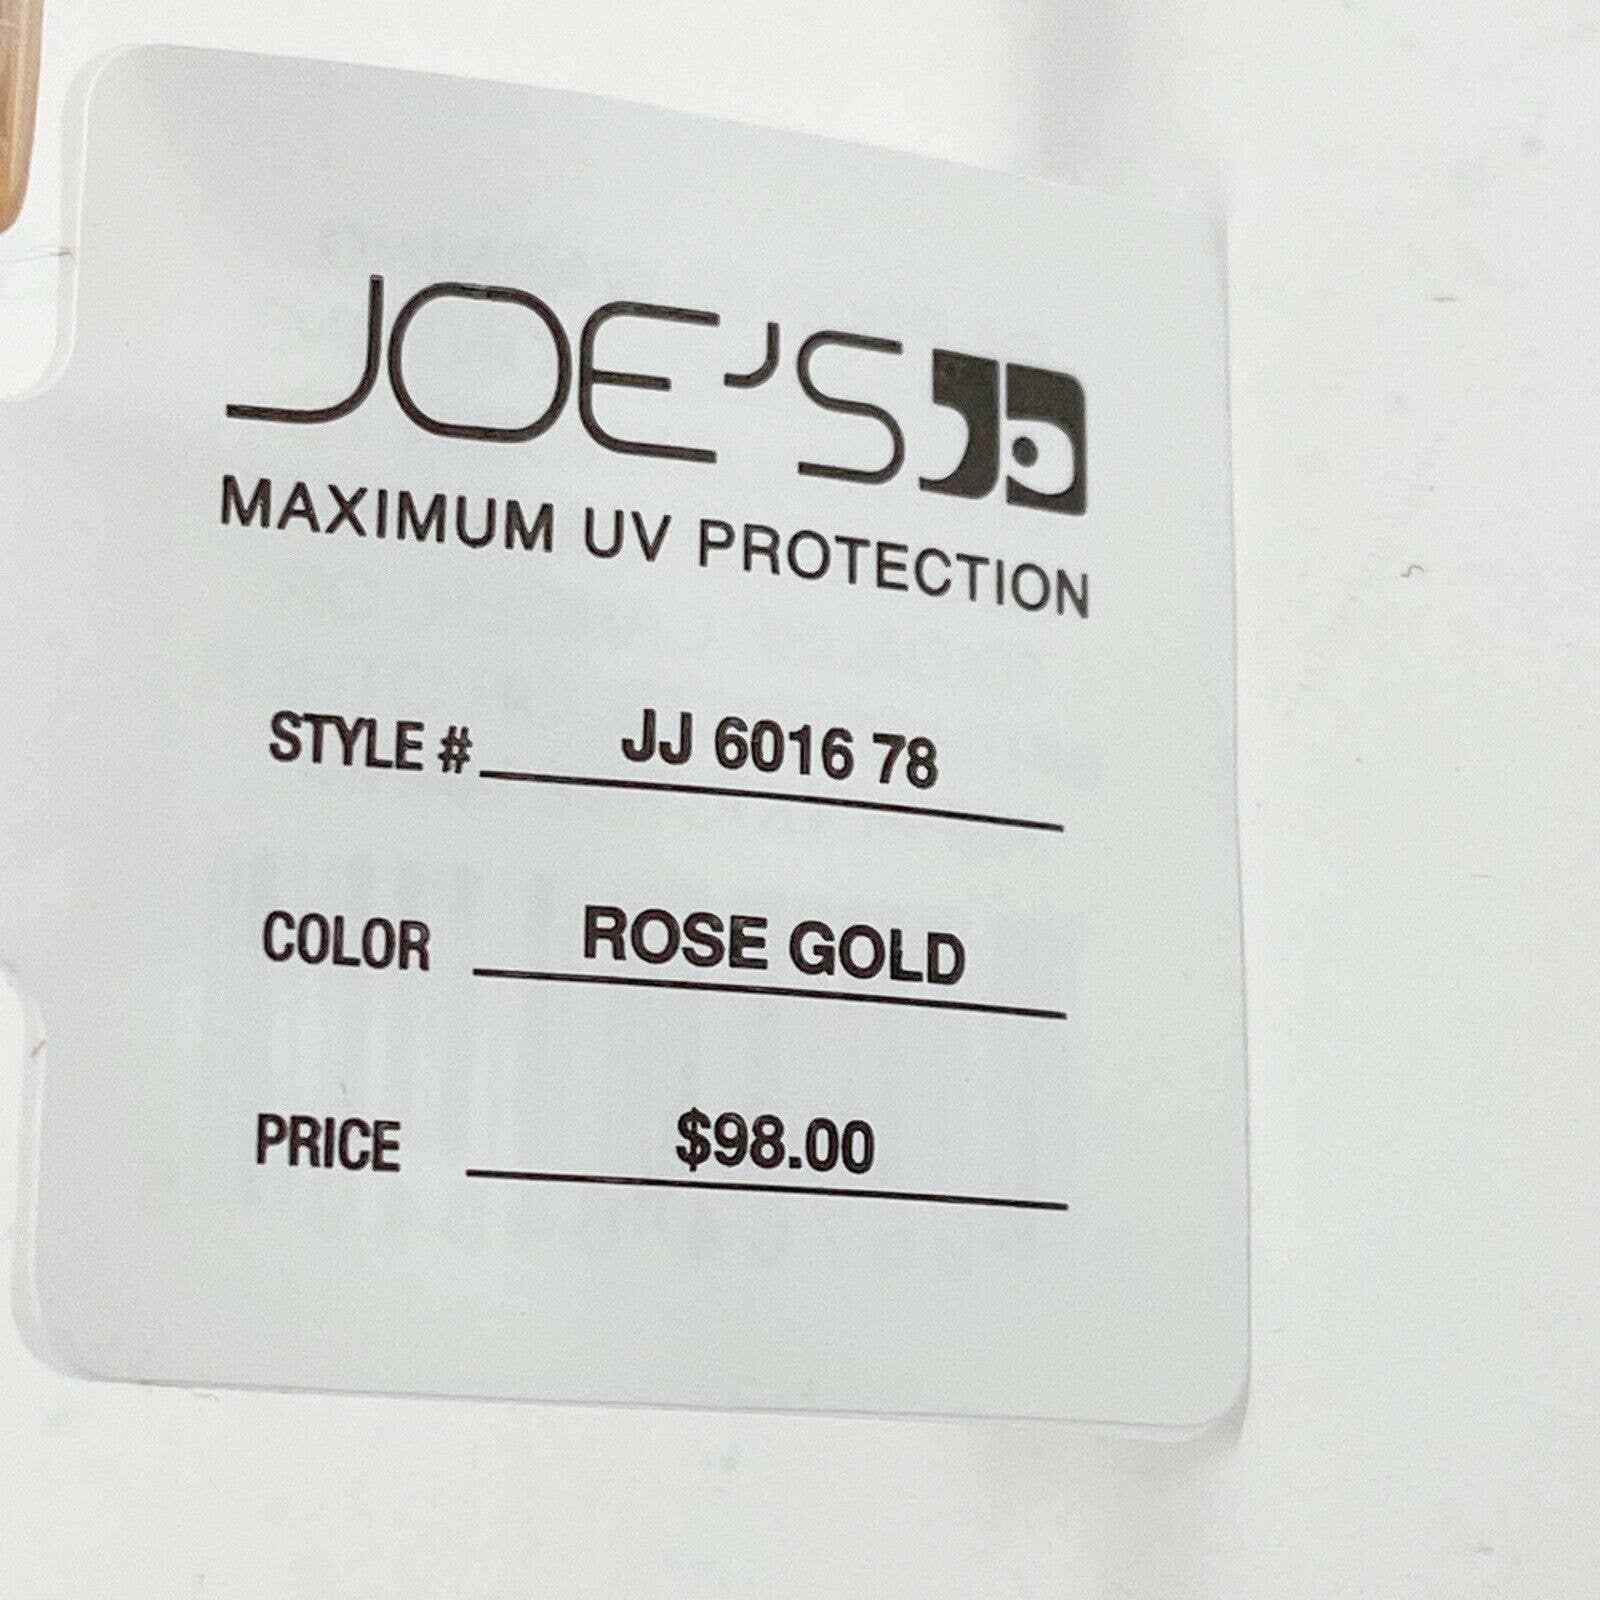 JOE'S
MAXIMUM UV PROTECTION
STYLE # JJ 6016 78
COLOR ROSE GOLD
PRICE $98.00